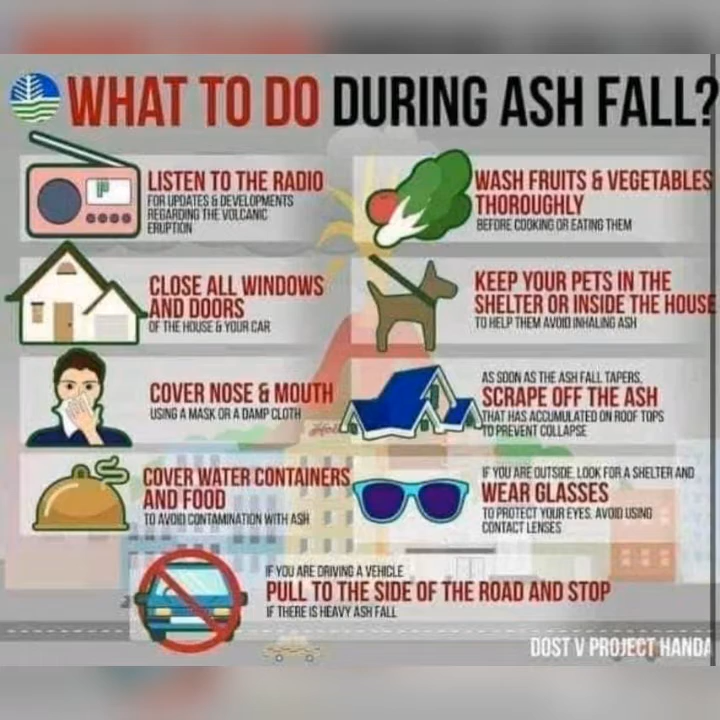 WHAT TO DO DURING ASH FALL?
LISTEN TO THE RADIO
FOR UPDATES & DEVELOPMENTS
REGARDING THE VOLCANIC
ERUPTION
CLOSE ALL WINDOWS
AND DOORS
OF THE HOUSE & YOUR CAR
COVER NOSE & MOUTH
USING A MASK OR A DAMP CLOTH
COVER WATER CONTAINERS
AND FOOD
TO AVOID CONTAMINATION WITH ASH
WASH FRUITS & VEGETABLES
THOROUGHLY
BEFORE COOKING OR EATING THEM
KEEP YOUR PETS IN THE
SHELTER OR INSIDE THE HOUSE
TO HELP THEM AVOID INHALING ASH
AS SOON AS THE ASH FALL TAPERS,
SCRAPE OFF THE ASH
THAT HAS ACCUMULATED ON ROOF TOPS
TO PREVENT COLLAPSE
IF YOU ARE OUTSIDE, LOOK FOR A SHELTER AND
WEAR GLASSES
TO PROTECT YOUR EYES. AVOID USING
CONTACT LENSES
IF YOU ARE DRIVING A VEHICLE
PULL TO THE SIDE OF THE ROAD AND STOP
IF THERE IS HEAVY ASH FALL
DOST V PROJECT HANDA